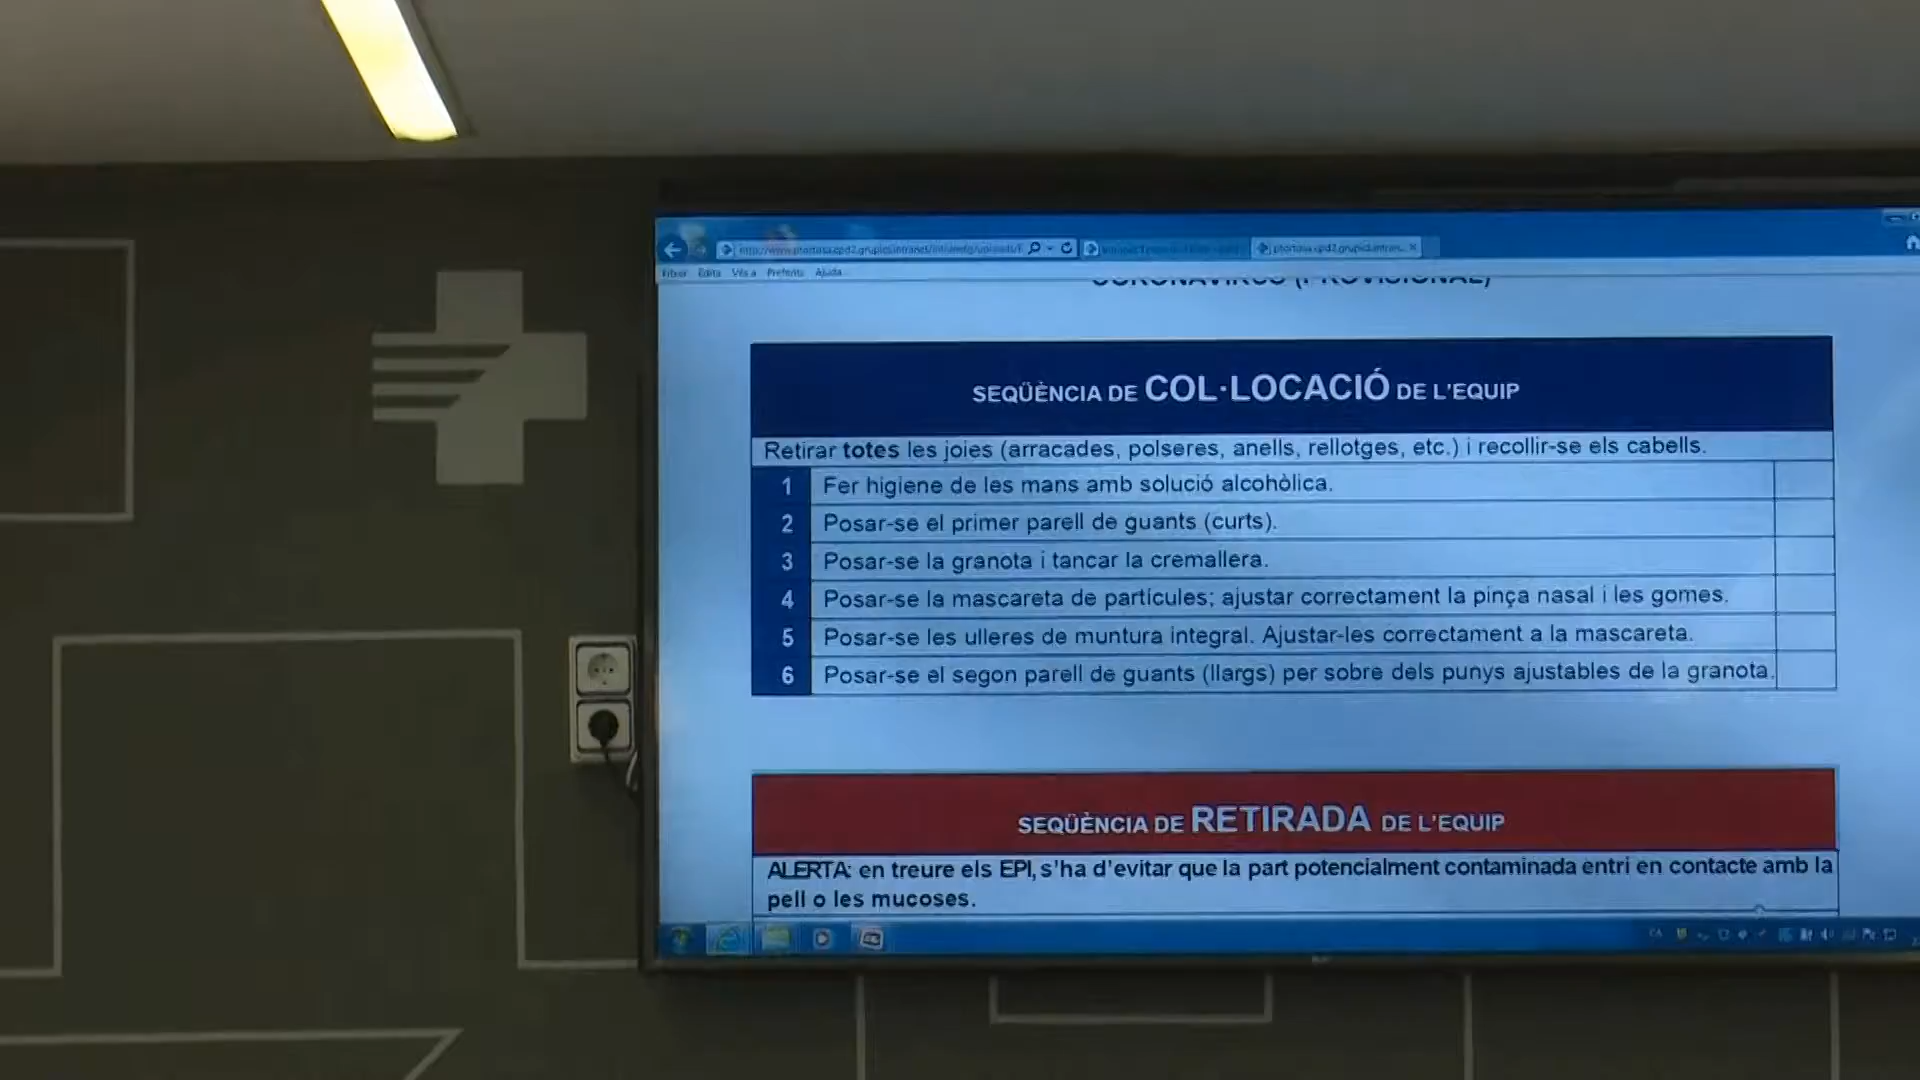 Edita Vés a Preferits Ajuda
CORONAVIRUS (PROVISIONAL)
SEQÜÈNCIA DE COL·LOCACIÓ DE L'EQUIP
Retirar totes les joies (arracades, polseres, anells, rellotges, etc.) i recollir-se els cabells.
1 Fer higiene de les mans amb solució alcohòlica.
2 Posar-se el primer parell de guants (curts).
3 Posar-se la granota i tancar la cremallera.
4 Posar-se la mascareta de partícules; ajustar correctament la pinça nasal i les gomes.
5 Posar-se les ulleres de muntura integral. Ajustar-les correctament a la mascareta.
6 Posar-se el segon parell de guants (llargs) per sobre dels punys ajustables de la granota.
SEQÜÈNCIA DE RETIRADA DE L'EQUIP
ALERTA: en treure els EPI, s'ha d'evitar que la part potencialment contaminada entri en contacte amb la
pell o les mucoses.